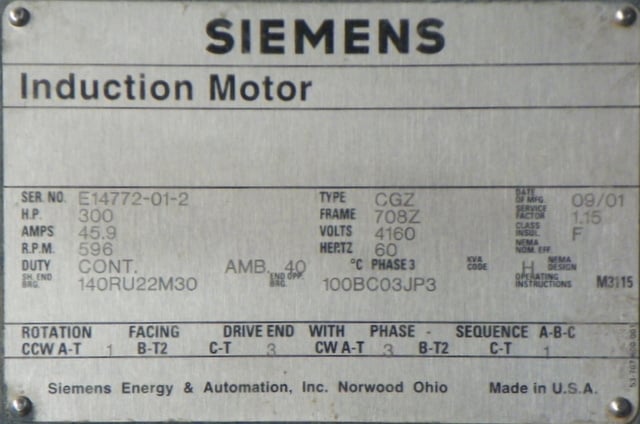 SIEMENS
Induction Motor
SER. NO. E14772-01-2 TYPE CGZ DATE OF MFG. 09/01
H.P. 300 FRAME 708Z SERVICE FACTOR 1.15
AMPS 45.9 VOLTS 4160 CLASS INSUL. F
R.P.M. 596 HERTZ 60 NEMA NOM. EFF.
DUTY CONT. AMB. 40 °C PHASE 3 KVA CODE H NEMA DESIGN
SH. END BRG. 140RU22M30 END OPP. BRG. 100BC03JP3 OPERATING INSTRUCTIONS M3115
ROTATION FACING DRIVE END WITH PHASE - SEQUENCE A-B-C
CCW A-T 1 B-T2 C-T 3 CW A-T 3 B-T2 C-T 1
Siemens Energy & Automation, Inc. Norwood Ohio Made in U.S.A.